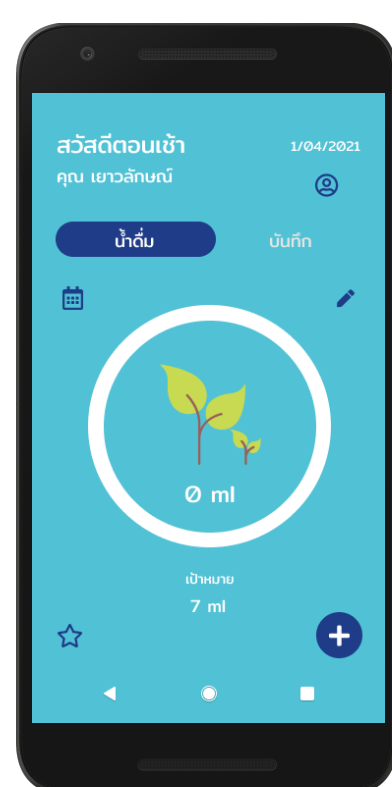 สวัสดีตอนเช้า
1/04/2021
คุณ เยาวลักษณ์
น้ำดื่ม
บันทึก
0 ml
เป้าหมาย
7 ml